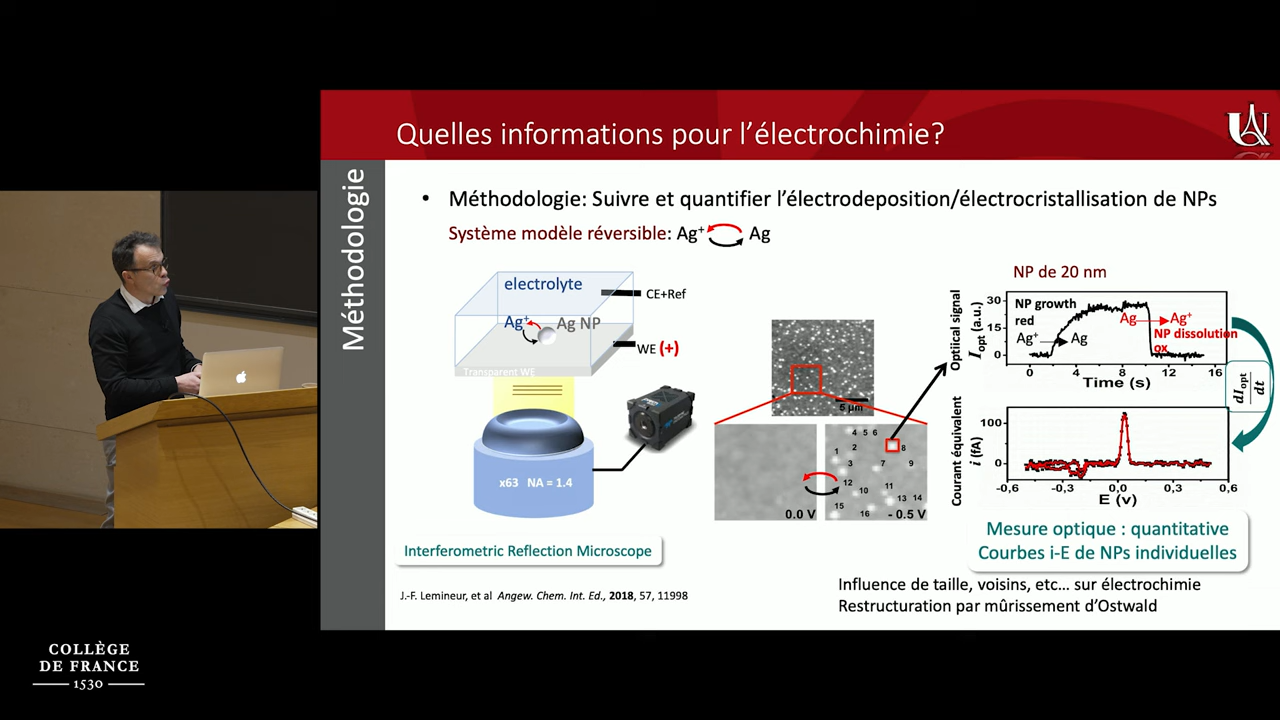 Quelles informations pour l'électrochimie?
Méthodologie
• Méthodologie: Suivre et quantifier l'électrodeposition/électrocristallisation de NPs
Système modèle réversible: Ag⁺ Ag
electrolyte
CE+Ref
Ag⁺
Ag NP
WE (+)
Transparent WE
x63 NA = 1.4
Interferometric Reflection Microscope
J.-F. Lemineur, et al Angew. Chem. Int. Ed., 2018, 57, 11998
5 µm
0.0 V
4 5 6
1 2 8
3 7 9
12 10 11
13 14
15 16
- 0.5 V
NP de 20 nm
Optiical signal
I opt (a.u.)
30
15
0
NP growth
red
Ag⁺ Ag
Ag Ag⁺
NP dissolution
ox
0 4 8 12 16
Time (s)
dI opt
dt
Courant équivalent
i (fA)
100
0
-0,6 -0,3 0,0 0,3 0,6
E (v)
Mesure optique : quantitative
Courbes i-E de NPs individuelles
Influence de taille, voisins, etc... sur électrochimie
Restructuration par mûrissement d'Ostwald
COLLÈGE
DE FRANCE
1530